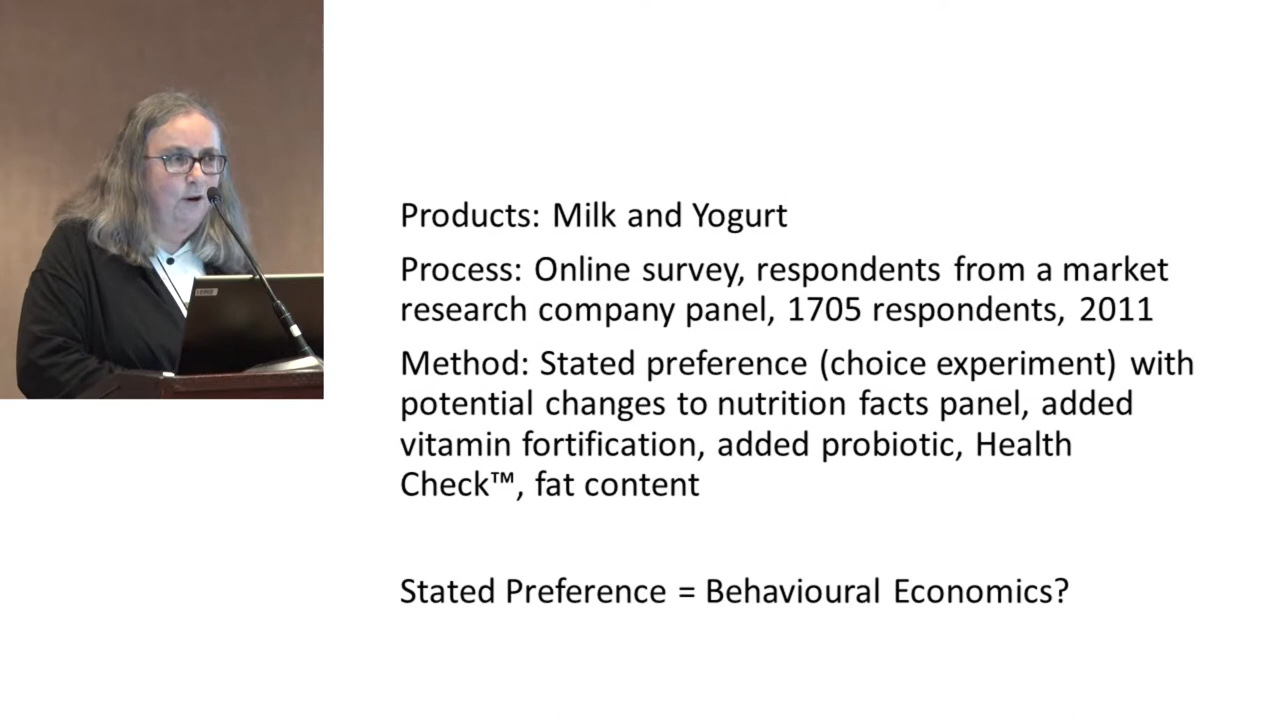 Products: Milk and Yogurt
Process: Online survey, respondents from a market
research company panel, 1705 respondents, 2011
Method: Stated preference (choice experiment) with
potential changes to nutrition facts panel, added
vitamin fortification, added probiotic, Health
Check™, fat content
Stated Preference = Behavioural Economics?